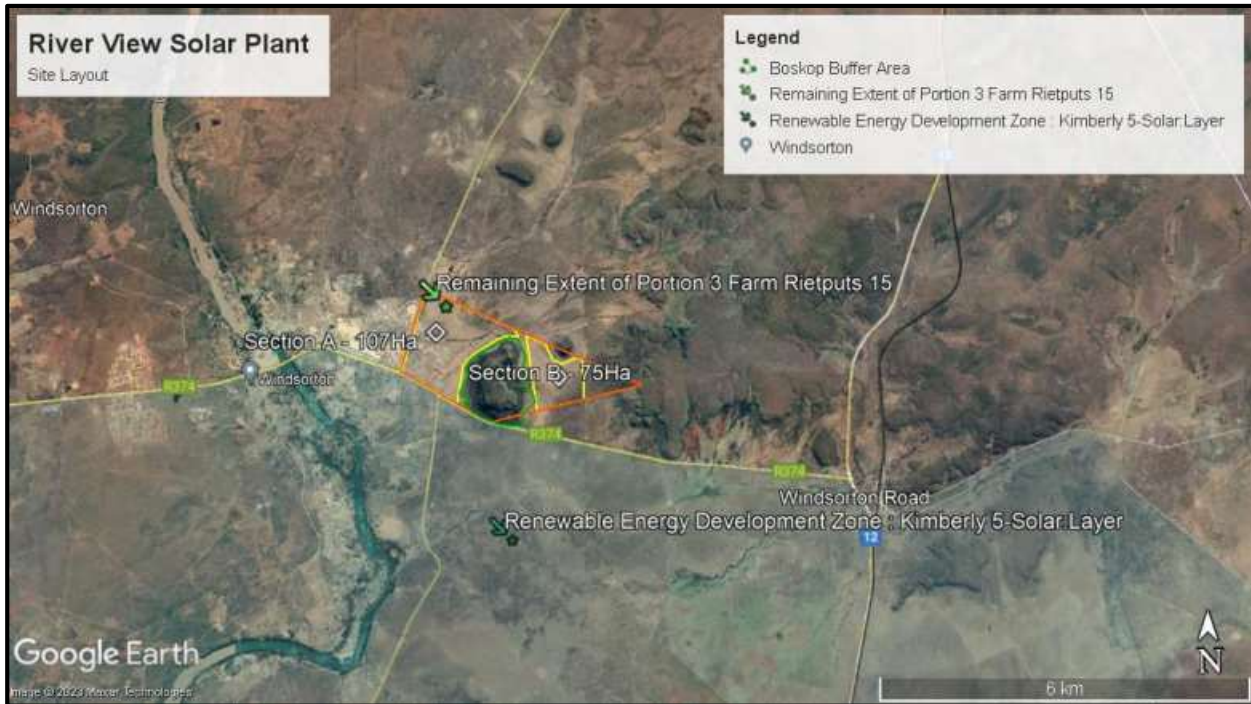 River View Solar Plant
Site Layout
Legend
Boskop Buffer Area
Remaining Extent of Portion 3 Farm Rietputs 15
Renewable Energy Development Zone : Kimberly 5-Solar Layer
Windsorton
Windsorton
Remaining Extent of Portion 3 Farm Rietputs 15
Section A - 107Ha
Section B - 75Ha
Windsorton
R374
R374
R374
Windsorton Road
Renewable Energy Development Zone : Kimberly 5-Solar Layer
12
Google Earth
Image © 2023 Maxar Technologies
N
6 km